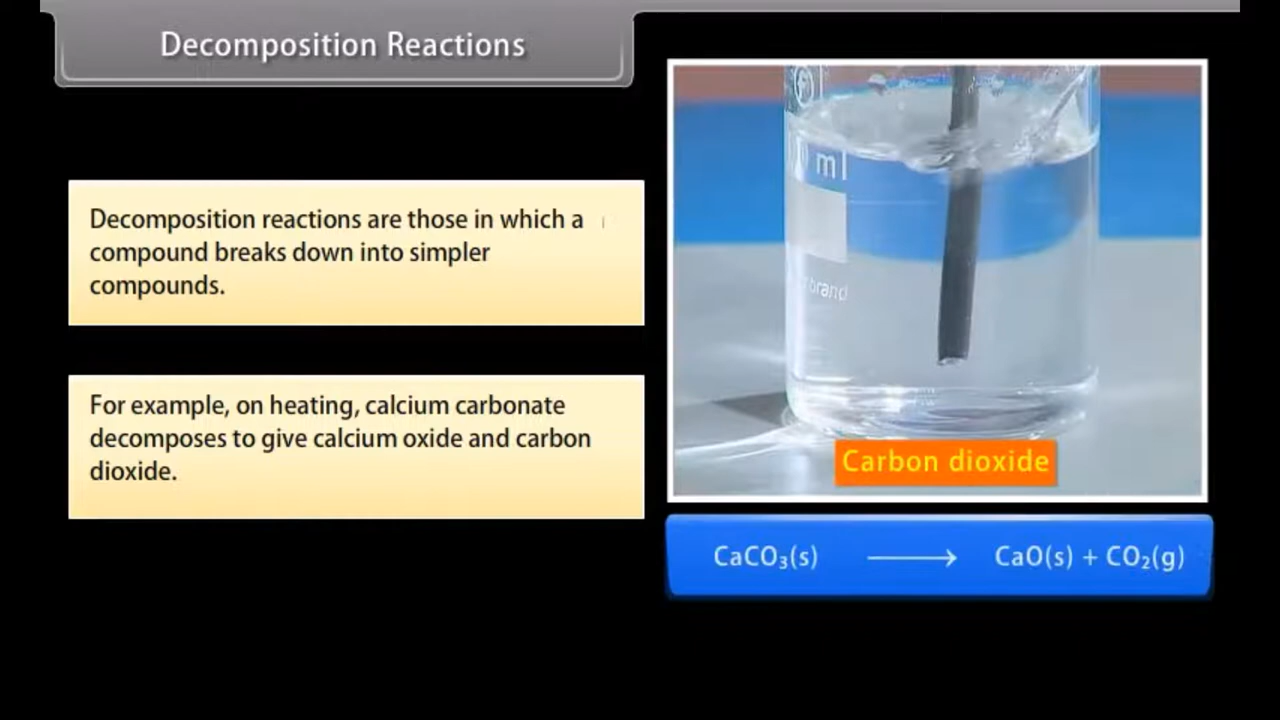 Decomposition Reactions
Decomposition reactions are those in which a
compound breaks down into simpler
compounds.
For example, on heating, calcium carbonate
decomposes to give calcium oxide and carbon
dioxide.
ml
brand
Carbon dioxide
CaCO₃(s) ⟶ CaO(s) + CO₂(g)